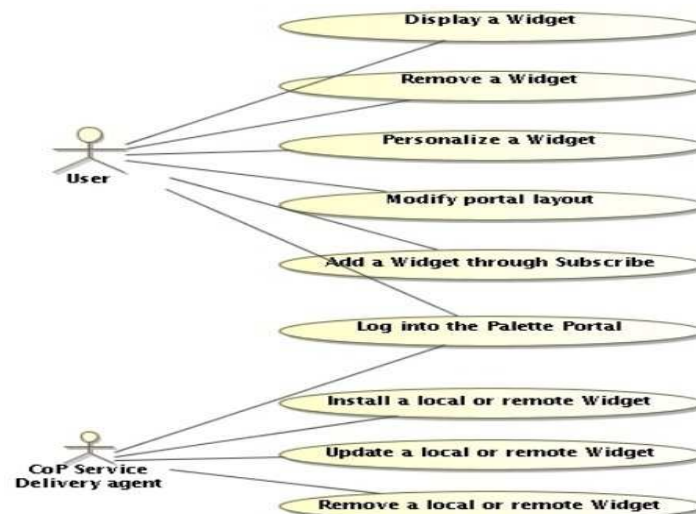 Display a Widget
Remove a Widget
Personalize a Widget
User
Modify portal layout
Add a Widget through Subscribe
Log into the Palette Portal
Install a local or remote Widget
Update a local or remote Widget
CoP Service
Delivery agent
Remove a local or remote Widget